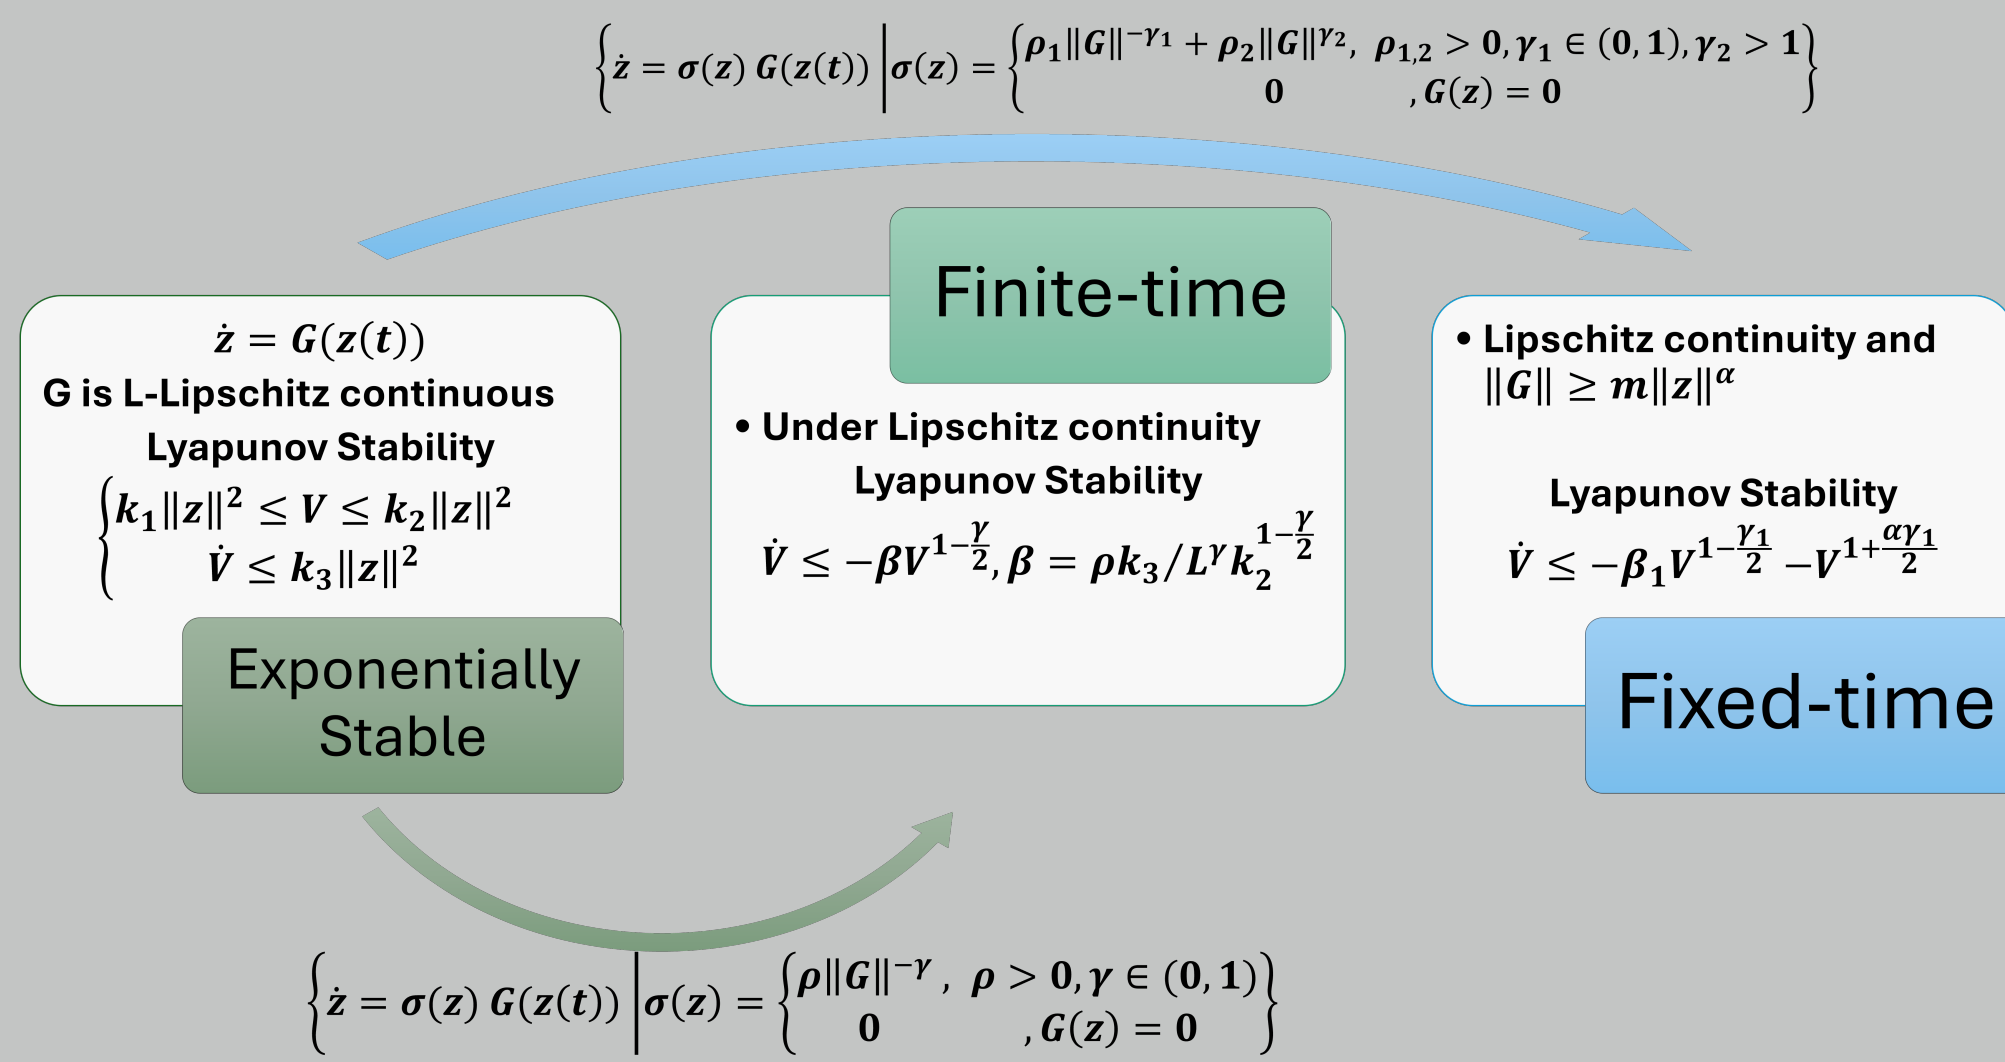 {ż = σ(z) G(z(t)) | σ(z) = {ρ₁‖G‖^{−γ₁} + ρ₂‖G‖^{γ₂}, ρ₁,₂ > 0, γ₁ ∈ (0, 1), γ₂ > 1
0 , G(z) = 0}
ż = G(z(t))
G is L-Lipschitz continuous
Lyapunov Stability
{k₁‖z‖² ≤ V ≤ k₂‖z‖²
V̇ ≤ k₃‖z‖²
Exponentially
Stable
Finite-time
• Under Lipschitz continuity
Lyapunov Stability
V̇ ≤ −βV^{1−γ/2}, β = ρk₃/L^γ k₂^{1−γ/2}
• Lipschitz continuity and
‖G‖ ≥ m‖z‖^α
Lyapunov Stability
V̇ ≤ −β₁V^{1−γ₁/2} −V^{1+αγ₁/2}
Fixed-time
{ż = σ(z) G(z(t)) | σ(z) = {ρ‖G‖^{−γ} , ρ > 0, γ ∈ (0, 1)
0 , G(z) = 0}